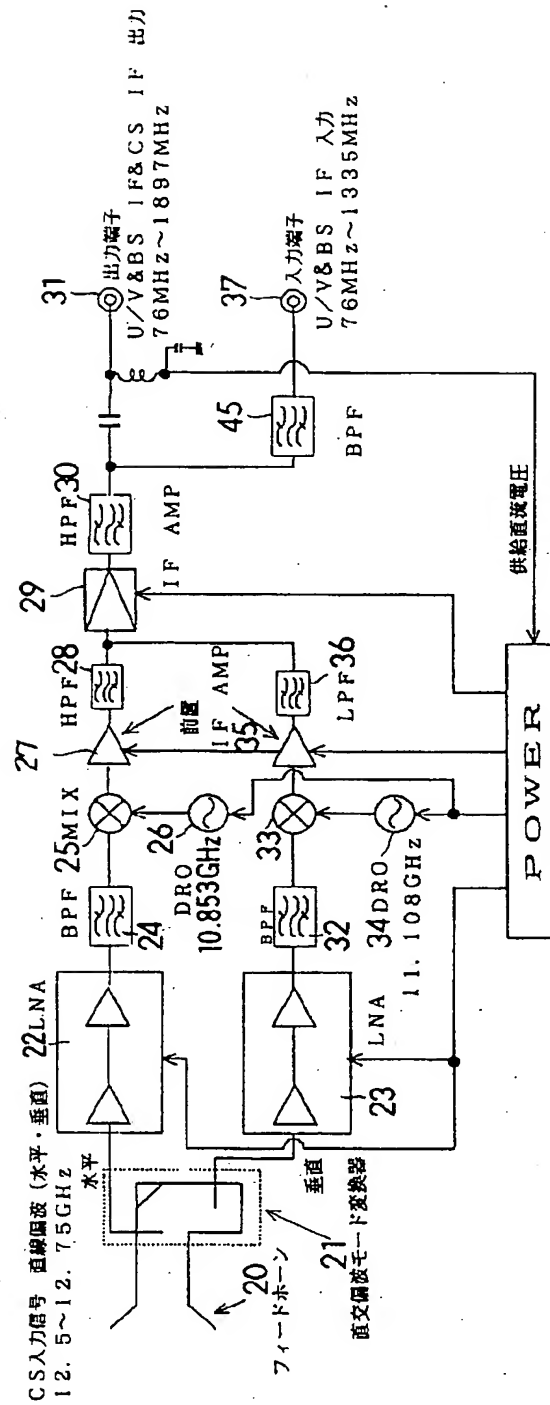 CS入力信号 直線偏波(水平・垂直)
12.5~12.75GHz
20
フィードホーン
21
直交偏波モード変換器
水平
垂直
22LNA
23
LNA
BPF
24
BPF
32
25MIX
26
DRO
10.853GHz
33
34DRO
11.108GHz
27
前置
IF AMP
35
HPF28
LPF36
29
IF AMP
HPF30
45
BPF
31
出力端子
U/V&BS IF&CS IF 出力
76MHz~1897MHz
37
入力端子
U/V&BS IF 入力
76MHz~1335MHz
供給直流電圧
POWER